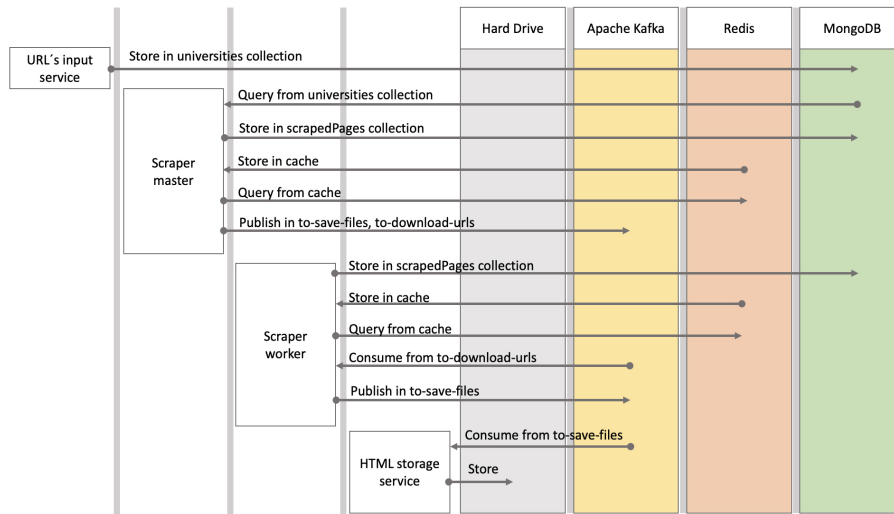 Hard Drive
Apache Kafka
Redis
MongoDB
URL´s input
service
Store in universities collection
Query from universities collection
Store in scrapedPages collection
Scraper
master
Store in cache
Query from cache
Publish in to-save-files, to-download-urls
Store in scrapedPages collection
Store in cache
Scraper
worker
Query from cache
Consume from to-download-urls
Publish in to-save-files
Consume from to-save-files
HTML storage
service
Store